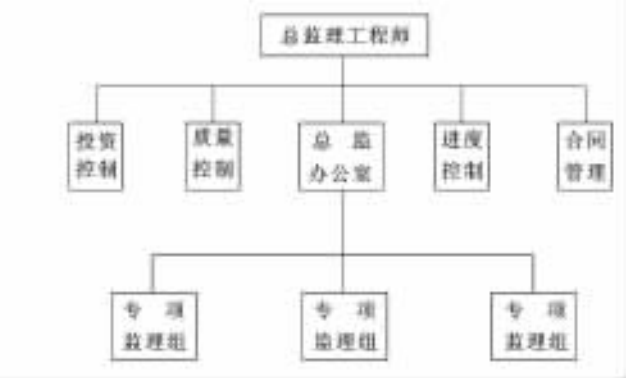 总监理工程师
投资
控制
质量
控制
总 监
办公室
进度
控制
合同
管理
专 项
监理组
专 项
监理组
专 项
监理组